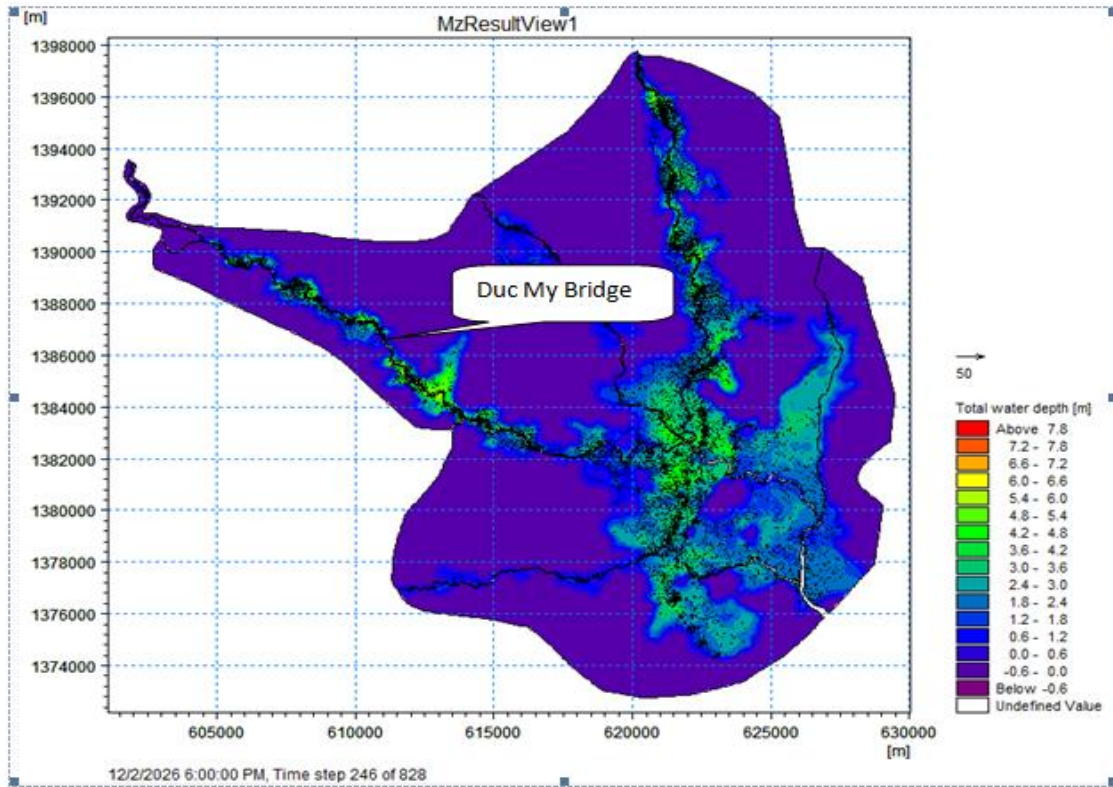 [m]
MzResultView1
1398000
1396000
1394000
1392000
1390000
1388000
1386000
1384000
1382000
1380000
1378000
1376000
1374000
Duc My Bridge
605000 610000 615000 620000 625000 630000
[m]
50
Total water depth [m]
Above 7.8
7.2 - 7.8
6.6 - 7.2
6.0 - 6.6
5.4 - 6.0
4.8 - 5.4
4.2 - 4.8
3.6 - 4.2
3.0 - 3.6
2.4 - 3.0
1.8 - 2.4
1.2 - 1.8
0.6 - 1.2
0.0 - 0.6
-0.6 - 0.0
Below -0.6
Undefined Value
12/2/2026 6:00:00 PM, Time step 246 of 828